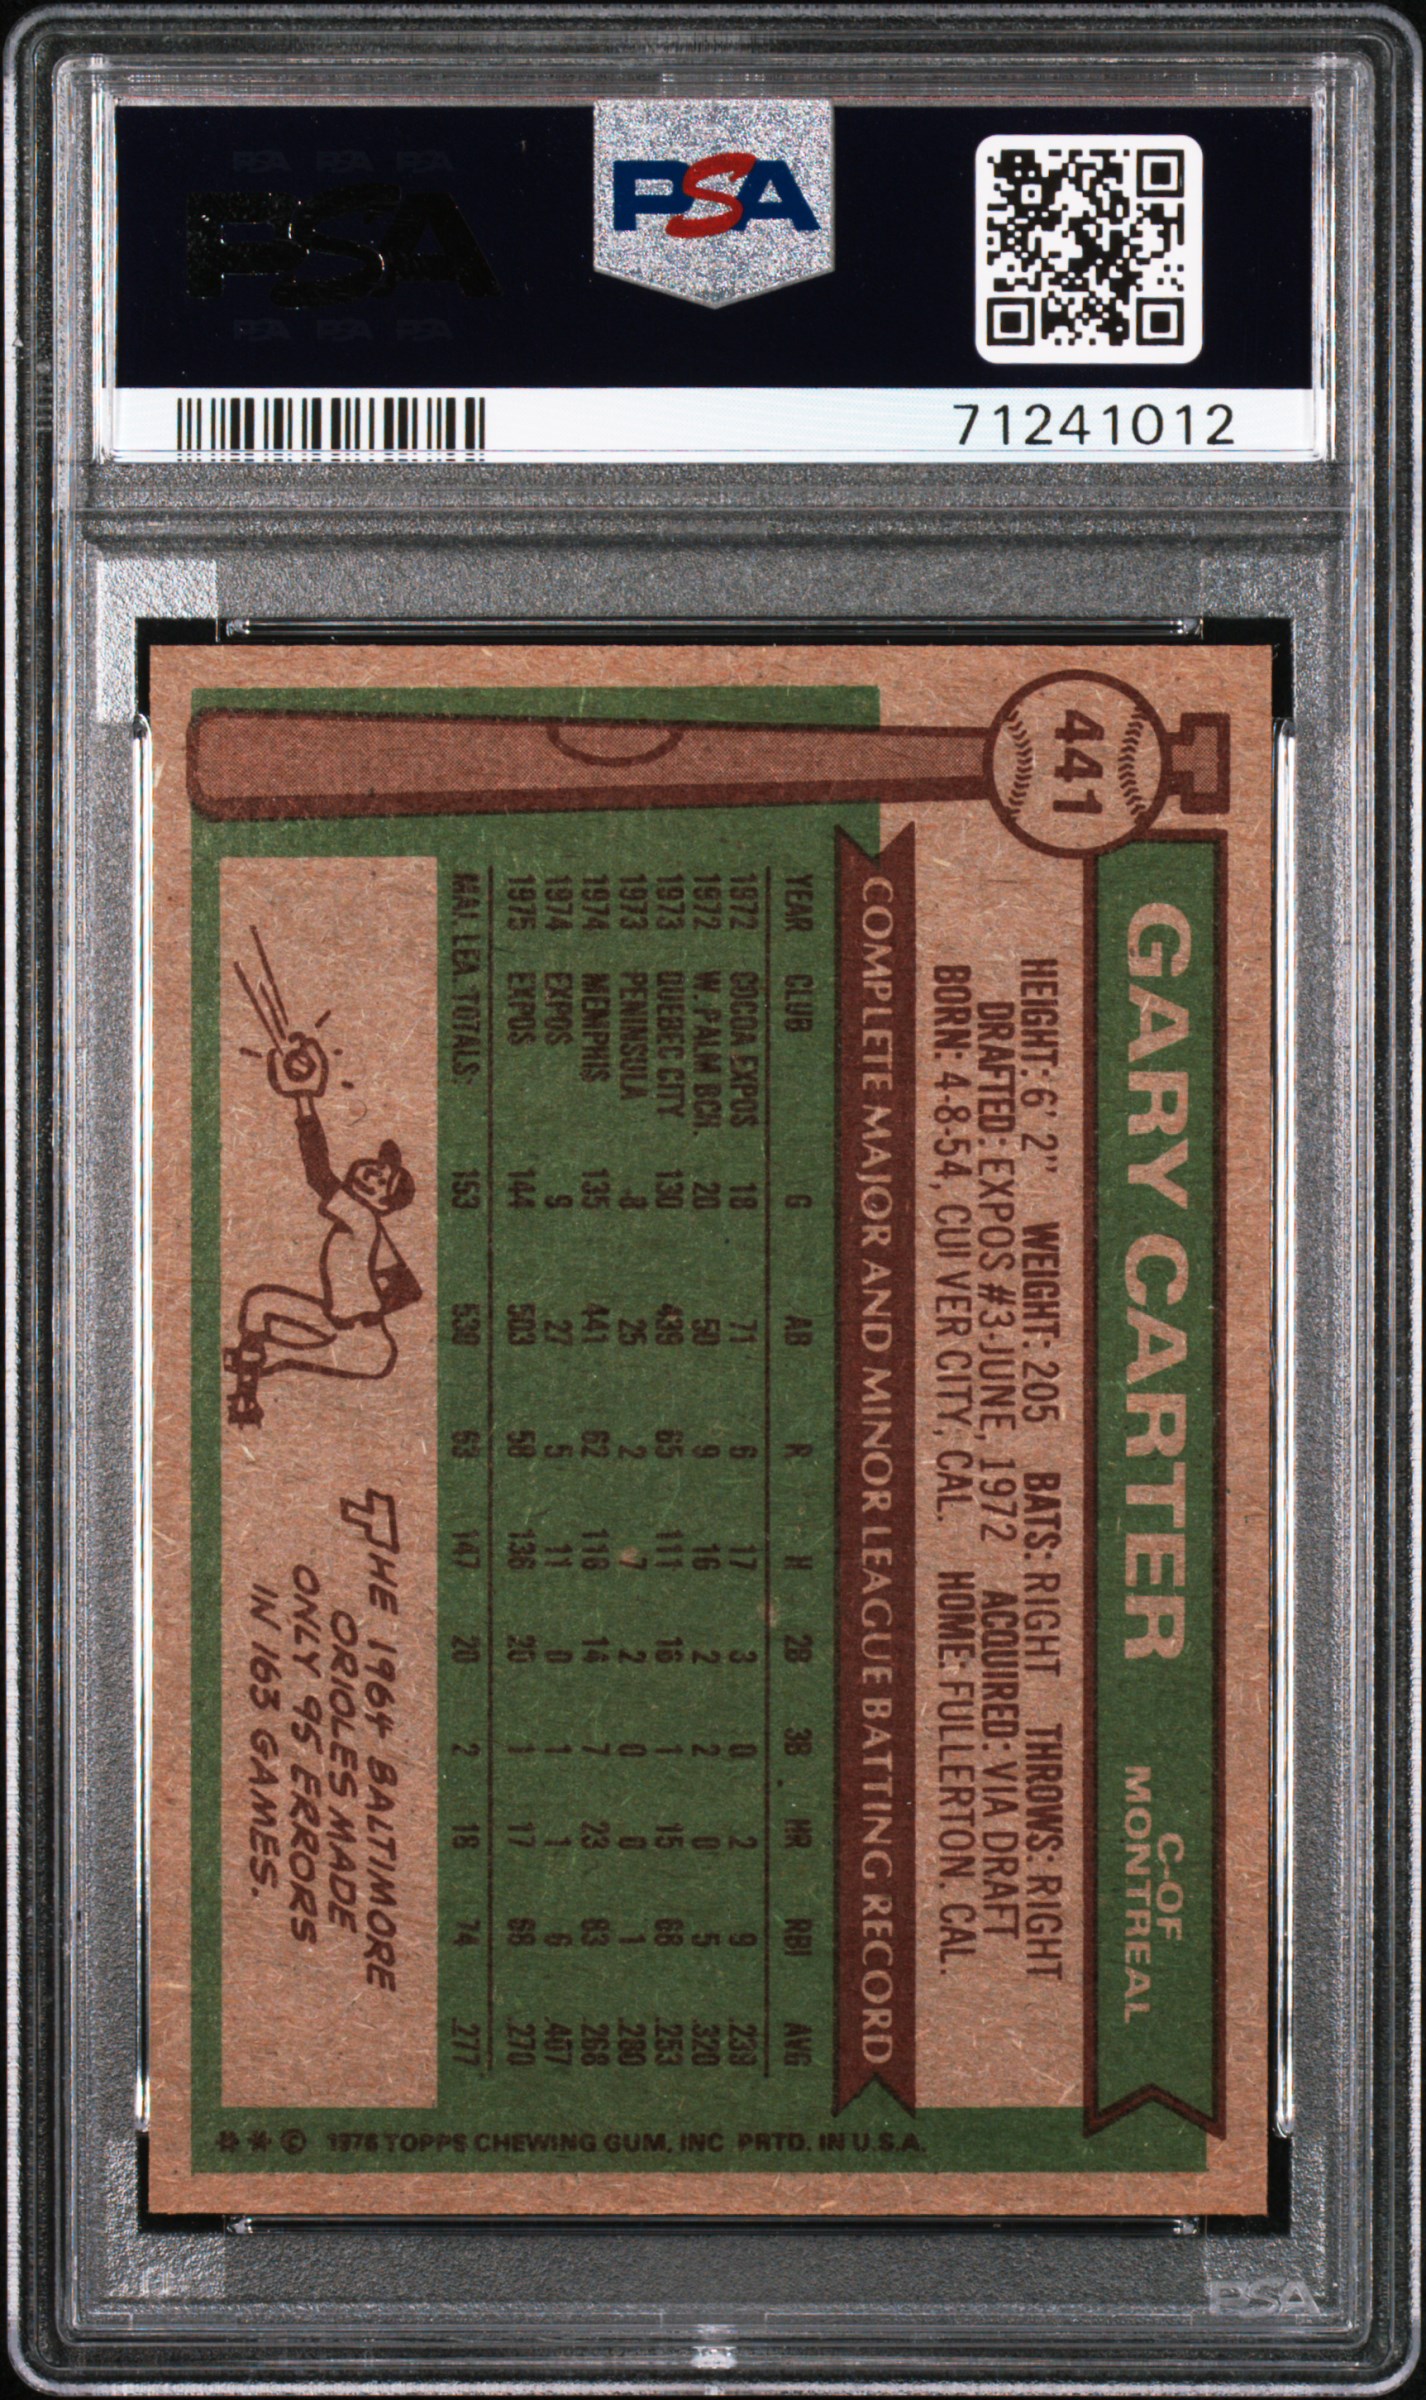 PSA
PSA PSA PSA
PSA
PSA PSA PSA
71241012
441
GARY CARTER
C-OF
MONTREAL
HEIGHT: 6' 2" WEIGHT: 205 BATS: RIGHT THROWS: RIGHT
DRAFTED: EXPOS #3-JUNE, 1972 ACQUIRED: VIA DRAFT
BORN: 4-8-54, CULVER CITY, CAL. HOME: FULLERTON, CAL.
COMPLETE MAJOR AND MINOR LEAGUE BATTING RECORD
YEAR CLUB G AB R H 2B 3B HR RBI AVG
1972 COCOA EXPOS 18 71 6 17 3 0 2 9 .239
1972 W. PALM BCH. 20 50 9 16 2 2 0 5 .320
1973 QUEBEC CITY 130 439 65 111 16 1 15 68 .253
1973 PENINSULA 8 25 2 7 2 0 0 1 .280
1974 MEMPHIS 135 441 62 118 14 7 23 83 .268
1974 EXPOS 9 27 5 11 0 1 1 6 .407
1975 EXPOS 144 503 58 136 20 1 17 68 .270
MAJ. LEA. TOTALS 153 530 63 147 20 2 18 74 .277
THE 1964 BALTIMORE
ORIOLES MADE
ONLY 95 ERRORS
IN 163 GAMES.
** © 1976 TOPPS CHEWING GUM, INC PRTD. IN U.S.A.
PSA